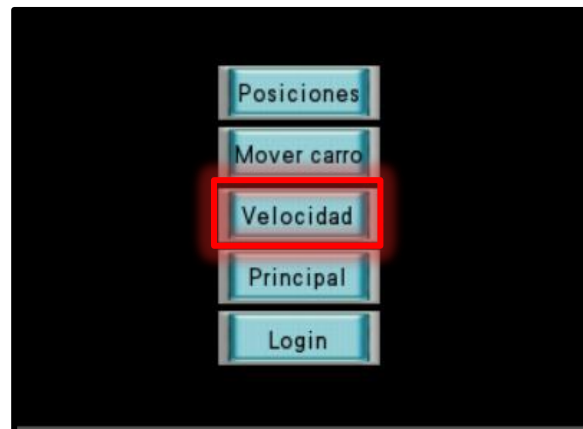 Posiciones
Mover carro
Velocidad
Principal
Login